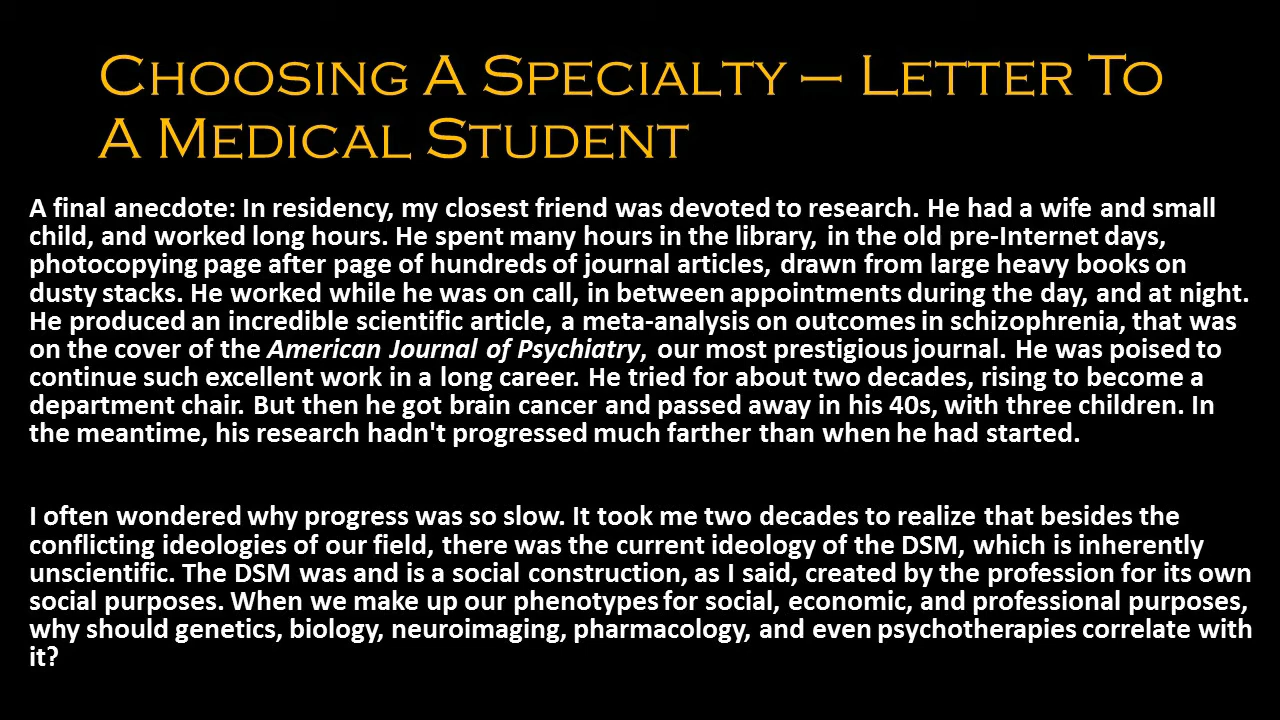 Choosing A Specialty – Letter To
A Medical Student
A final anecdote: In residency, my closest friend was devoted to research. He had a wife and small
child, and worked long hours. He spent many hours in the library, in the old pre-Internet days,
photocopying page after page of hundreds of journal articles, drawn from large heavy books on
dusty stacks. He worked while he was on call, in between appointments during the day, and at night.
He produced an incredible scientific article, a meta-analysis on outcomes in schizophrenia, that was
on the cover of the American Journal of Psychiatry, our most prestigious journal. He was poised to
continue such excellent work in a long career. He tried for about two decades, rising to become a
department chair. But then he got brain cancer and passed away in his 40s, with three children. In
the meantime, his research hadn't progressed much farther than when he had started.
I often wondered why progress was so slow. It took me two decades to realize that besides the
conflicting ideologies of our field, there was the current ideology of the DSM, which is inherently
unscientific. The DSM was and is a social construction, as I said, created by the profession for its own
social purposes. When we make up our phenotypes for social, economic, and professional purposes,
why should genetics, biology, neuroimaging, pharmacology, and even psychotherapies correlate with
it?